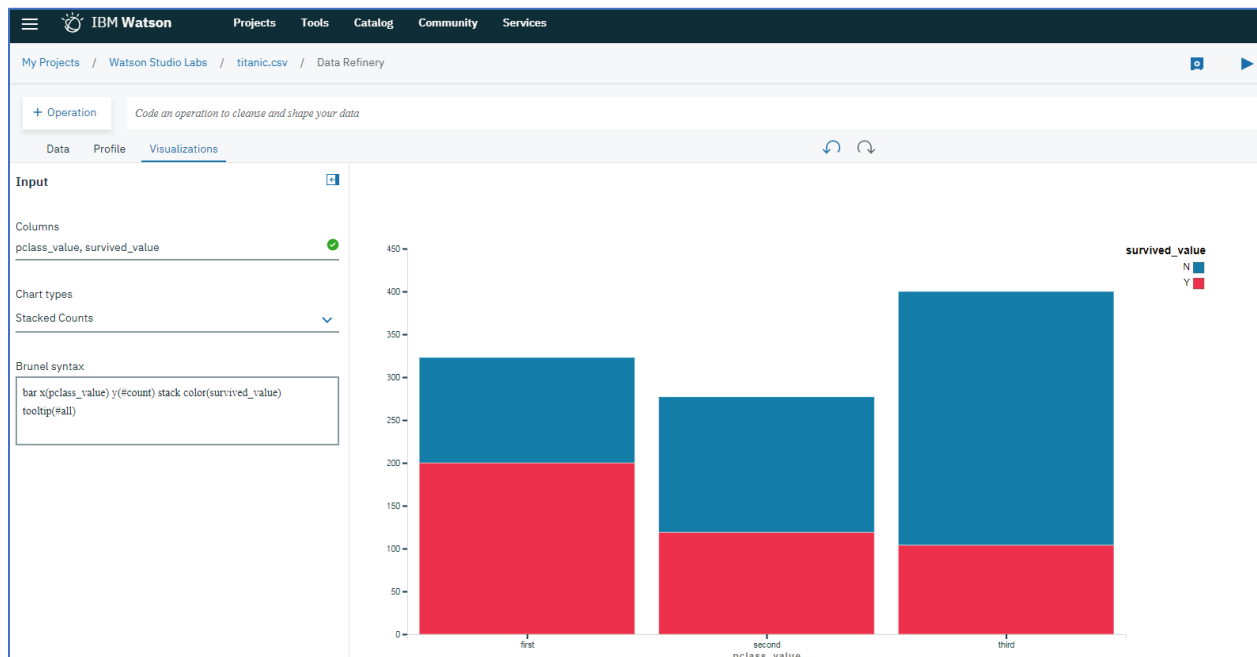 IBM Watson Projects Tools Catalog Community Services
My Projects / Watson Studio Labs / titanic.csv / Data Refinery
+ Operation Code an operation to cleanse and shape your data
Data Profile Visualizations
Input
Columns
pclass_value, survived_value
Chart types
Stacked Counts
Brunel syntax
bar x(pclass_value) y(#count) stack color(survived_value)
tooltip(#all)
450
400
350
300
250
200
150
100
50
0
first second third
pclass_value
survived_value
N
Y